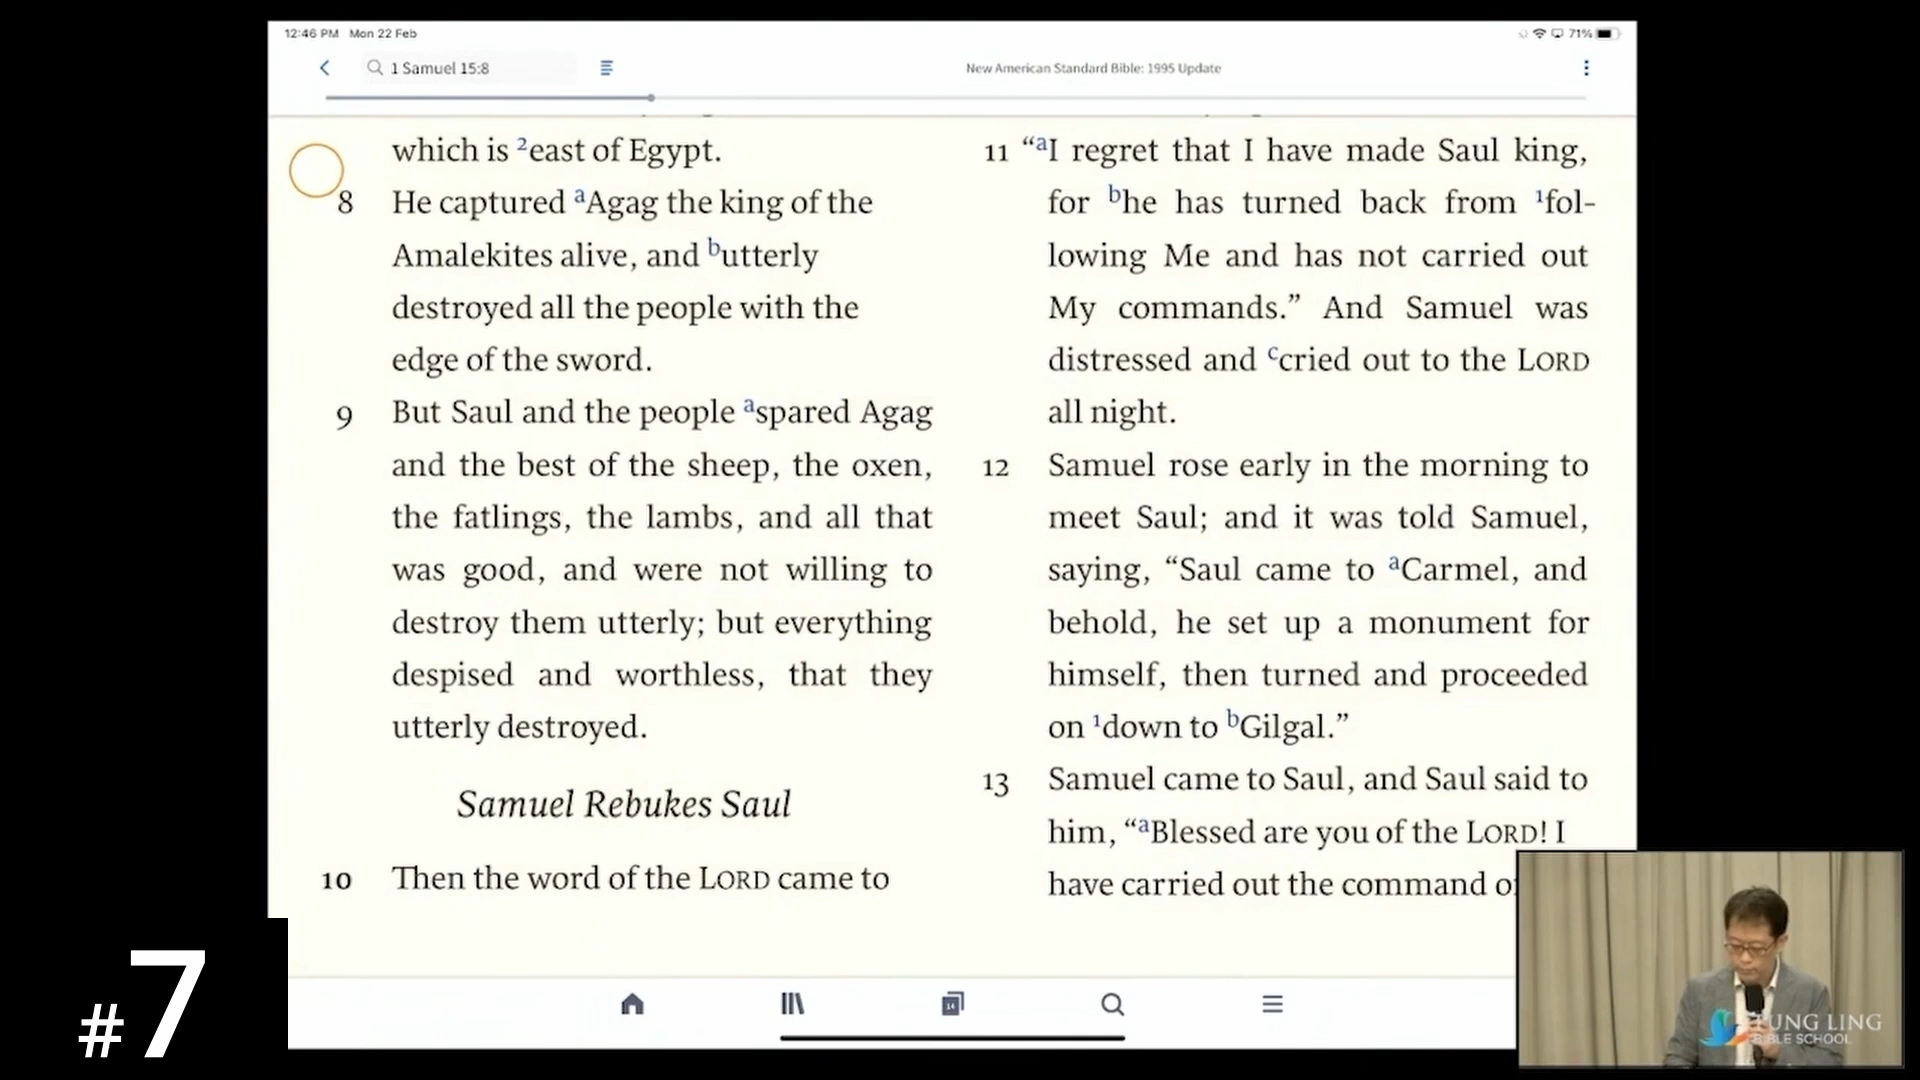 12:46 PM Mon 22 Feb
71%
1 Samuel 15:8
New American Standard Bible: 1995 Update
which is ²east of Egypt.
8 He captured ᵃAgag the king of the
Amalekites alive, and ᵇutterly
destroyed all the people with the
edge of the sword.
9 But Saul and the people ᵃspared Agag
and the best of the sheep, the oxen,
the fatlings, the lambs, and all that
was good, and were not willing to
destroy them utterly; but everything
despised and worthless, that they
utterly destroyed.
Samuel Rebukes Saul
10 Then the word of the LORD came to
11 “ᵃI regret that I have made Saul king,
for ᵇhe has turned back from ¹fol-
lowing Me and has not carried out
My commands.” And Samuel was
distressed and ᶜcried out to the LORD
all night.
12 Samuel rose early in the morning to
meet Saul; and it was told Samuel,
saying, “Saul came to ᵃCarmel, and
behold, he set up a monument for
himself, then turned and proceeded
on ¹down to ᵇGilgal.”
13 Samuel came to Saul, and Saul said to
him, “ᵃBlessed are you of the LORD! I
have carried out the command
14
#7
TUNG LING
BIBLE SCHOOL